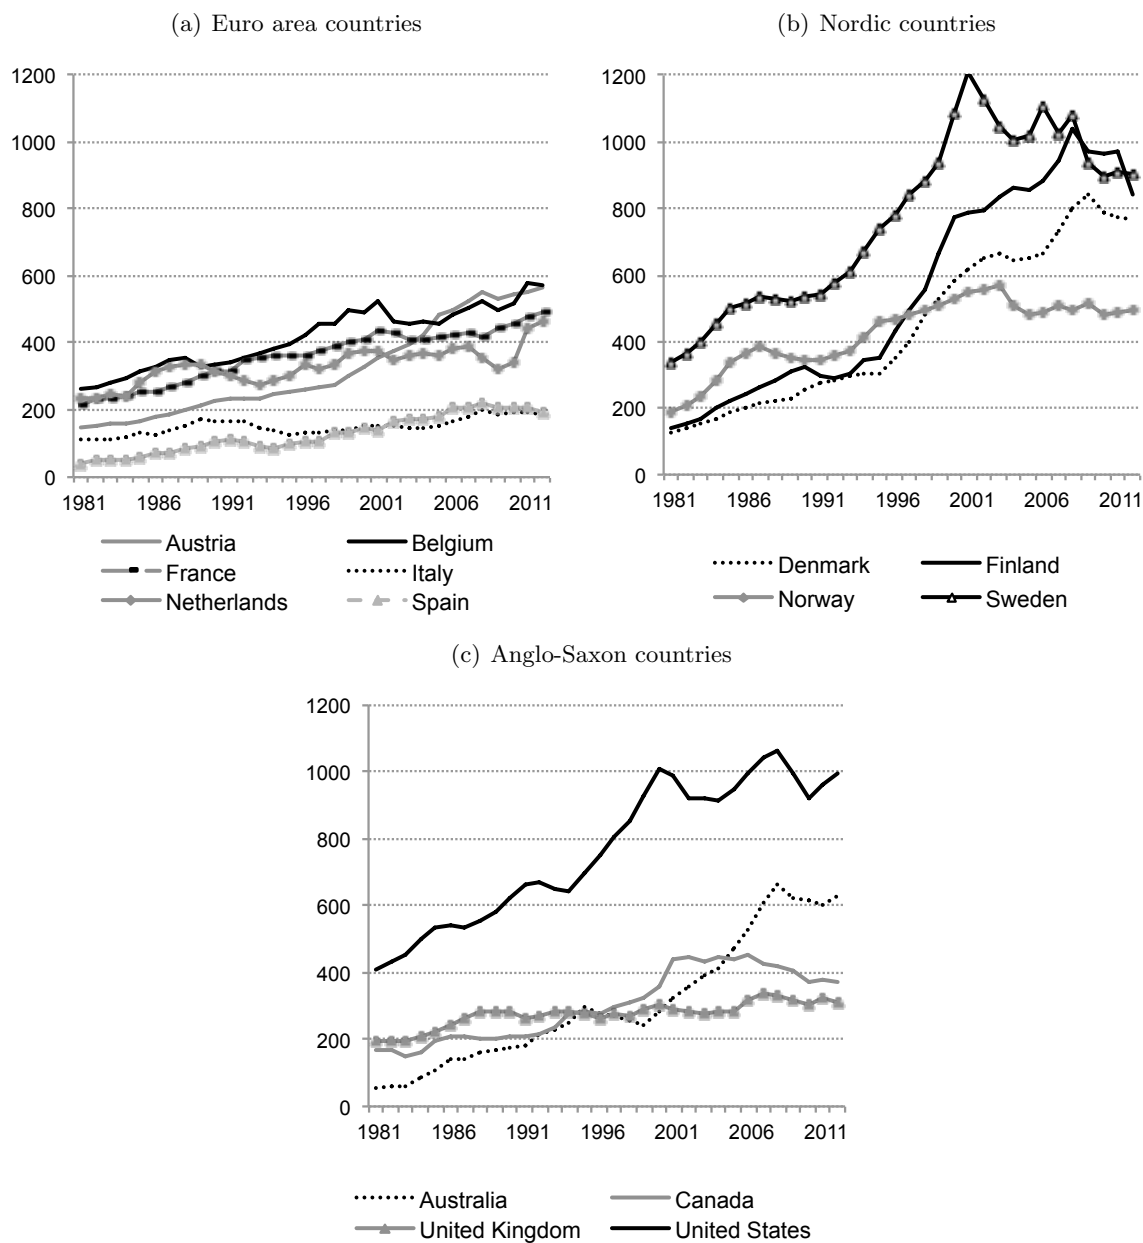 (a) Euro area countries
(b) Nordic countries
1200
1000
800
600
400
200
0
1981 1986 1991 1996 2001 2006 2011
Austria Belgium
France Italy
Netherlands Spain
1200
1000
800
600
400
200
0
1981 1986 1991 1996 2001 2006 2011
Denmark Finland
Norway Sweden
(c) Anglo-Saxon countries
1200
1000
800
600
400
200
0
1981 1986 1991 1996 2001 2006 2011
Australia Canada
United Kingdom United States